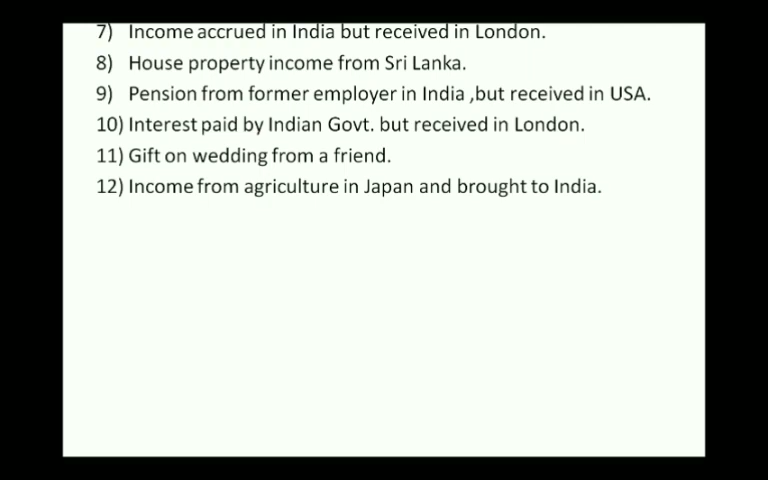 7) Income accrued in India but received in London.
8) House property income from Sri Lanka.
9) Pension from former employer in India ,but received in USA.
10) Interest paid by Indian Govt. but received in London.
11) Gift on wedding from a friend.
12) Income from agriculture in Japan and brought to India.